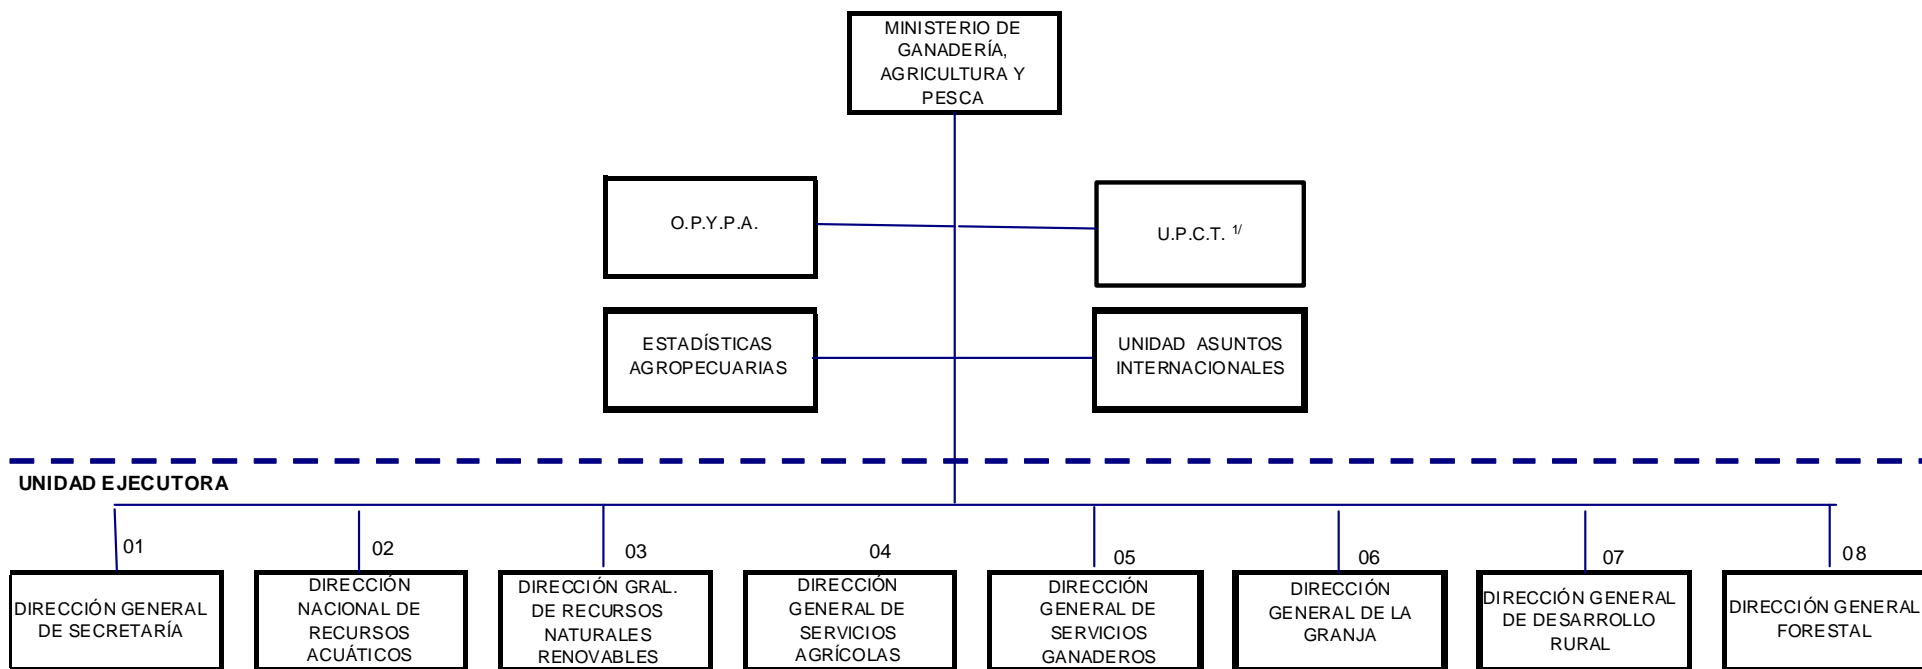 MINISTERIO DE
GANADERÍA,
AGRICULTURA Y
PESCA
O.P.Y.P.A.
U.P.C.T. 1/
ESTADÍSTICAS
AGROPECUARIAS
UNIDAD ASUNTOS
INTERNACIONALES
UNIDAD EJECUTORA
01
DIRECCIÓN GENERAL
DE SECRETARÍA
02
DIRECCIÓN
NACIONAL DE
RECURSOS
ACUÁTICOS
03
DIRECCIÓN GRAL.
DE RECURSOS
NATURALES
RENOVABLES
04
DIRECCIÓN
GENERAL DE
SERVICIOS
AGRÍCOLAS
05
DIRECCIÓN
GENERAL DE
SERVICIOS
GANADEROS
06
DIRECCIÓN
GENERAL DE LA
GRANJA
07
DIRECCIÓN GENERAL
DE DESARROLLO
RURAL
08
DIRECCIÓN GENERAL
FORESTAL